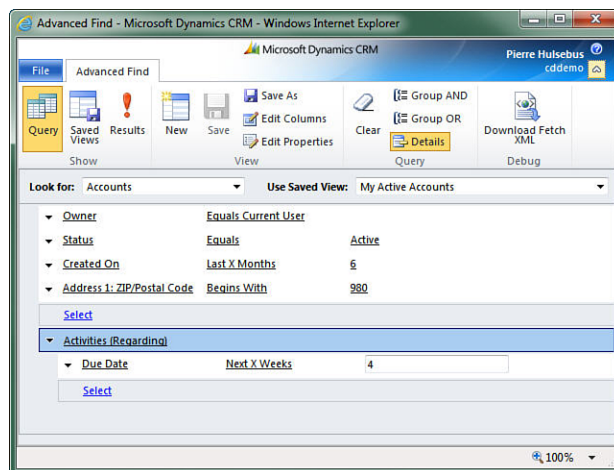 Advanced Find - Microsoft Dynamics CRM - Windows Internet Explorer
Microsoft Dynamics CRM
Pierre Hulsebus
cddemo
File
Advanced Find
Query
Saved Views
Results
Show
New
Save
Save As
Edit Columns
Edit Properties
View
Clear
Group AND
Group OR
Details
Query
Download Fetch XML
Debug
Look for: Accounts Use Saved View: My Active Accounts
Owner Equals Current User
Status Equals Active
Created On Last X Months 6
Address 1: ZIP/Postal Code Begins With 980
Select
Activities (Regarding)
Due Date Next X Weeks 4
Select
100%